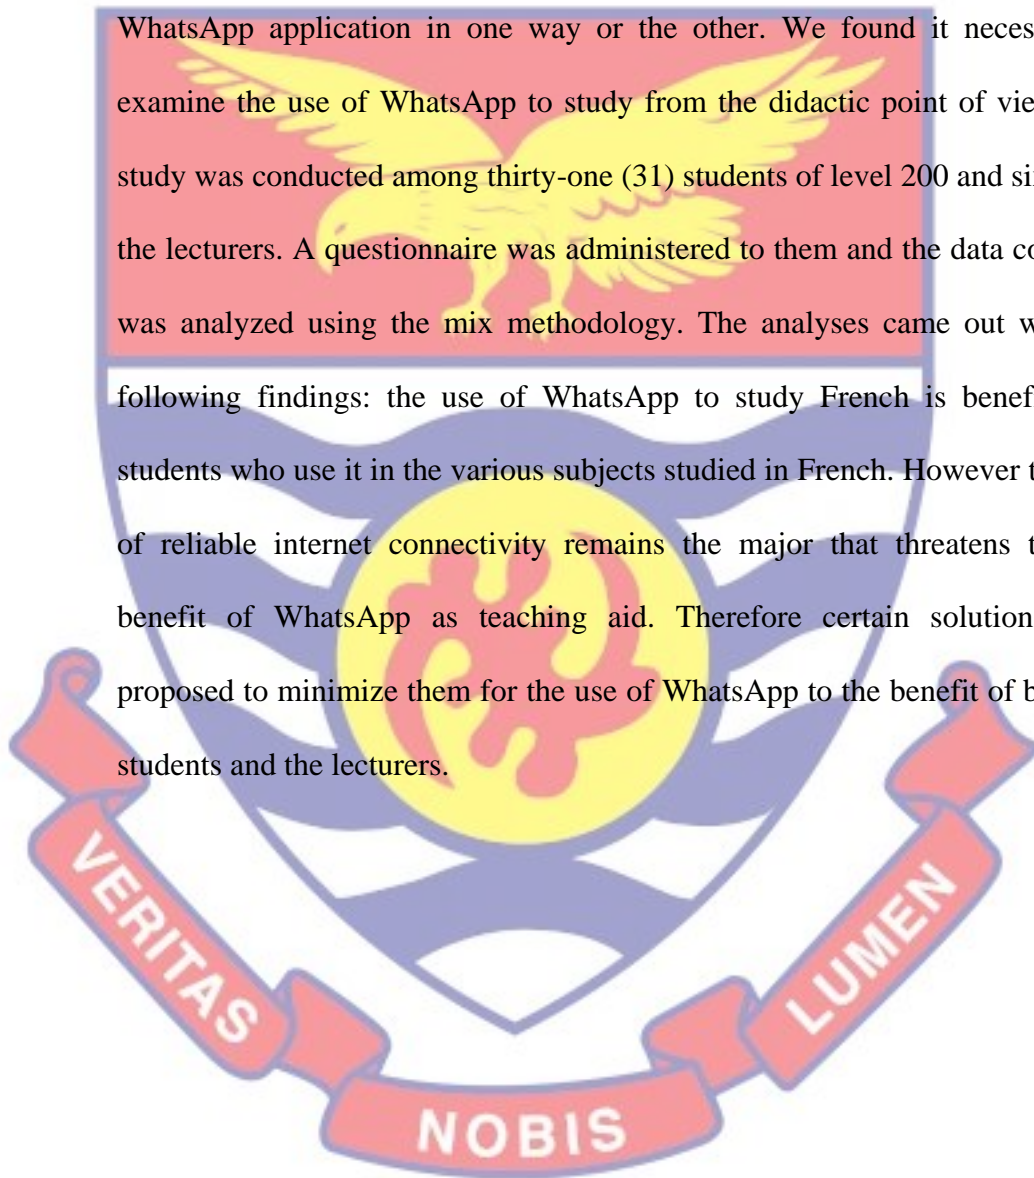 WhatsApp application in one way or the other. We found it neces
examine the use of WhatsApp to study from the didactic point of vie
study was conducted among thirty-one (31) students of level 200 and si
the lecturers. A questionnaire was administered to them and the data co
was analyzed using the mix methodology. The analyses came out w
following findings: the use of WhatsApp to study French is benef
students who use it in the various subjects studied in French. However t
of reliable internet connectivity remains the major that threatens t
benefit of WhatsApp as teaching aid. Therefore certain solution
proposed to minimize them for the use of WhatsApp to the benefit of b
students and the lecturers.
VERITAS
NOBIS
LUMEN